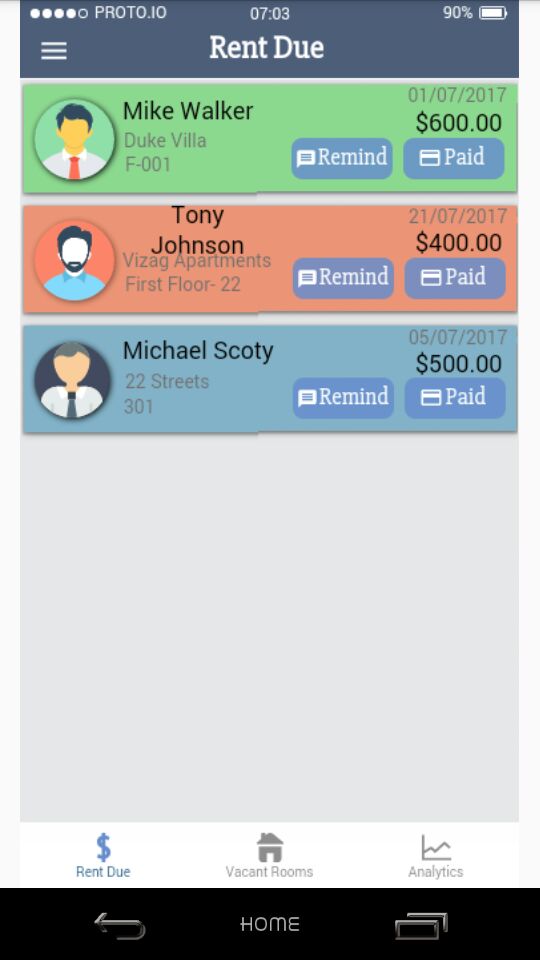 PROTO.IO 07:03 90%
Rent Due
Mike Walker 01/07/2017
Duke Villa $600.00
F-001 Remind Paid
Tony 21/07/2017
Johnson $400.00
Vizag Apartments
First Floor- 22 Remind Paid
Michael Scoty 05/07/2017
22 Streets $500.00
301 Remind Paid
Rent Due Vacant Rooms Analytics
HOME